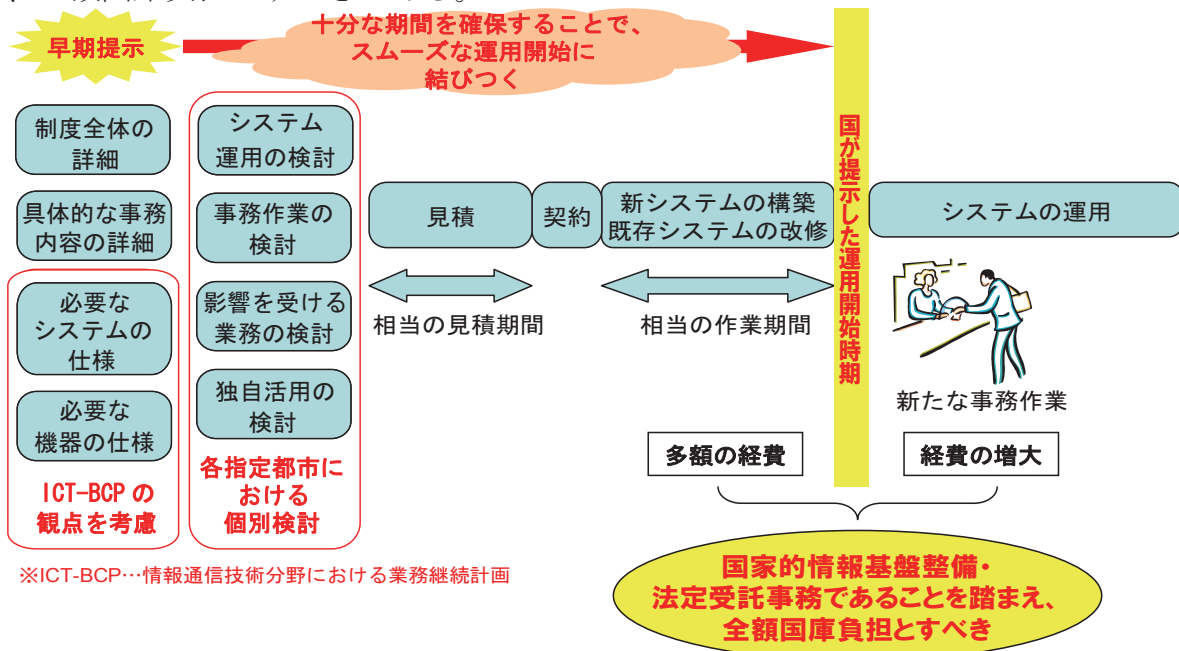 早期提示
十分な期間を確保することで、
スムーズな運用開始に
結びつく
制度全体の
詳細
具体的な事務
内容の詳細
必要な
システムの
仕様
必要な
機器の仕様
ICT-BCPの
観点を考慮
システム
運用の検討
事務作業の
検討
影響を受ける
業務の検討
独自活用の
検討
各指定都市に
おける
個別検討
見積
契約
新システムの構築
既存システムの改修
相当の見積期間
相当の作業期間
国が提示した運用開始時期
システムの運用
新たな事務作業
多額の経費
経費の増大
※ICT-BCP…情報通信技術分野における業務継続計画
国家的情報基盤整備・
法定受託事務であることを踏まえ、
全額国庫負担とすべき